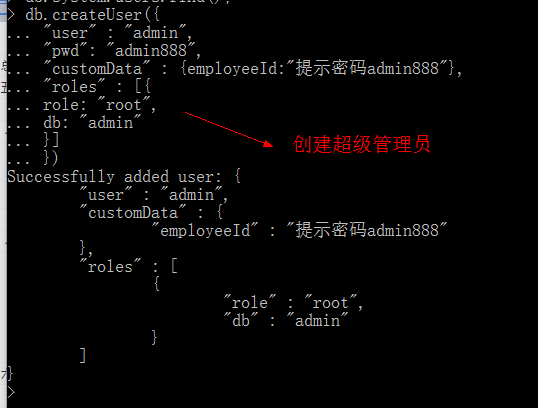 > db.system.users.find();
> db.createUser({
... "user" : "admin",
... "pwd": "admin888",
... "customData" : {employeeId:"提示密码admin888"},
... "roles" : [{
... role: "root",
... db: "admin"
... }]
... })
创建超级管理员
Successfully added user: {
"user" : "admin",
"customData" : {
"employeeId" : "提示密码admin888"
},
"roles" : [
{
"role" : "root",
"db" : "admin"
}
]
}
>